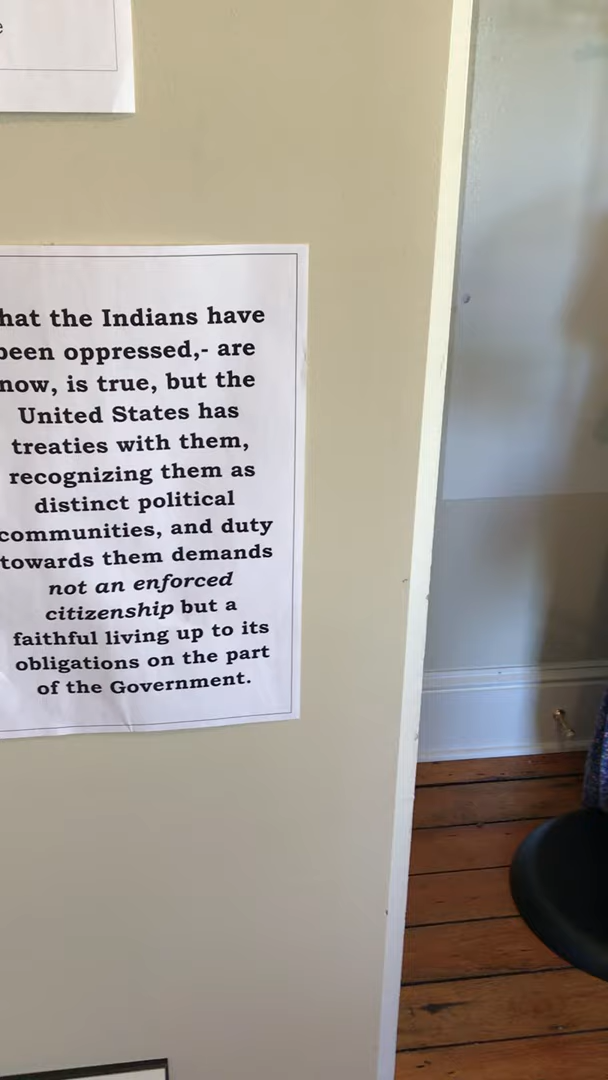 e
hat the Indians have
been oppressed,- are
now, is true, but the
United States has
treaties with them,
recognizing them as
distinct political
communities, and duty
towards them demands
not an enforced
citizenship but a
faithful living up to its
obligations on the part
of the Government.